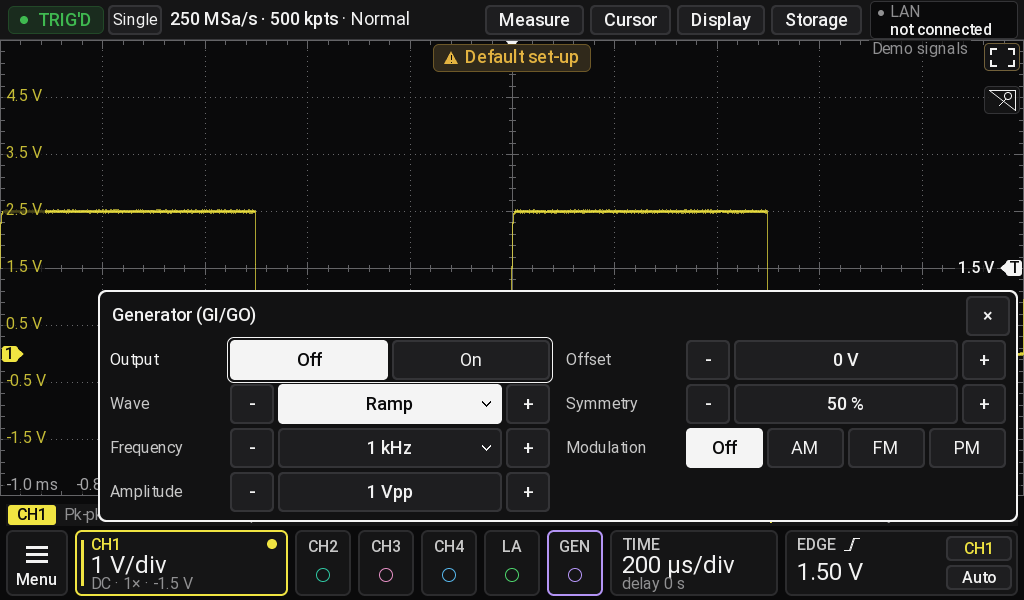 TRIG'D Single 250 MSa/s · 500 kpts · Normal Measure Cursor Display Storage LAN
not connected
Default set-up Demo signals
4.5 V
3.5 V
2.5 V
1.5 V 1.5 V T
Generator (GI/GO) ×
0.5 V
Output Off On Offset - 0 V +
1
-0.5 V
Wave - Ramp + Symmetry - 50 % +
-1.5 V
Frequency - 1 kHz + Modulation Off AM FM PM
-1.0 ms -0.8
Amplitude - 1 Vpp +
CH1 Pk-pk
CH1 CH2 CH3 CH4 LA GEN TIME EDGE CH1
1 V/div 200 µs/div 1.50 V
Menu DC · 1× · -1.5 V delay 0 s Auto